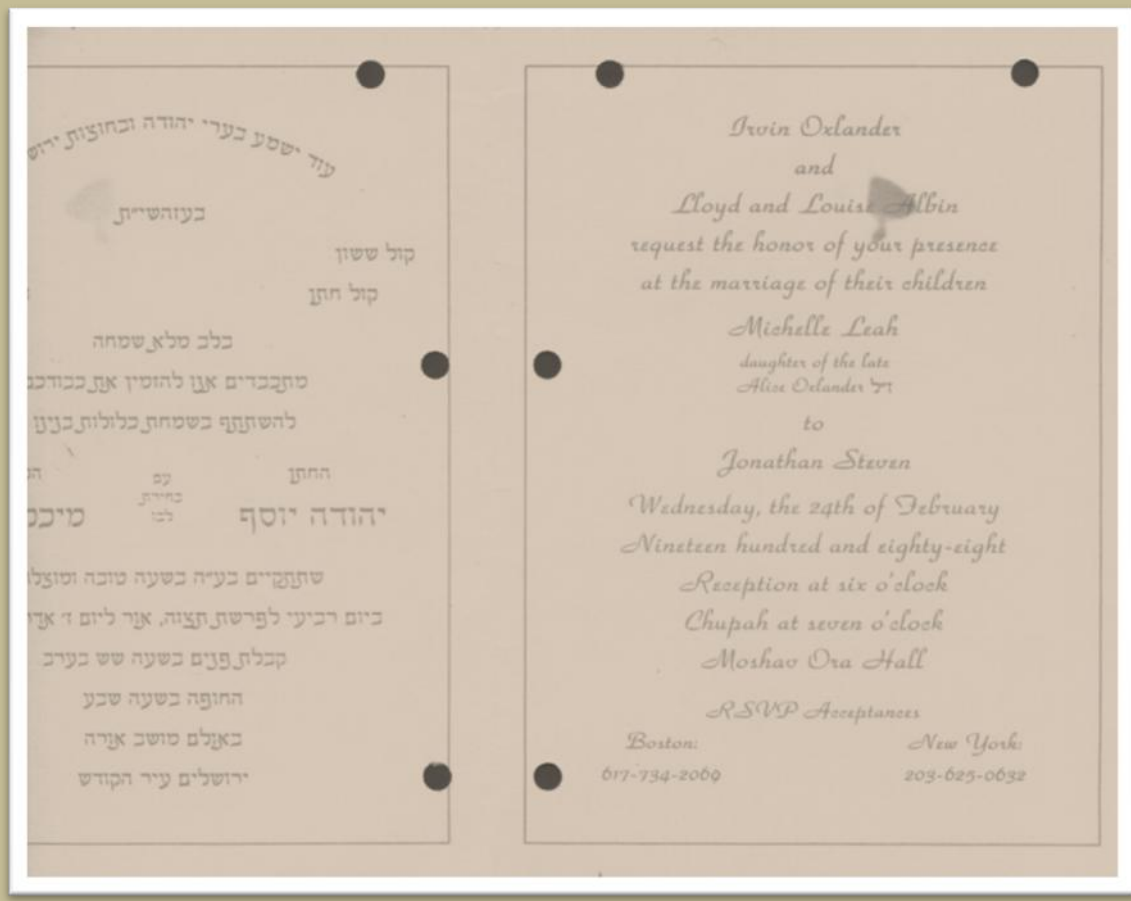 עוד ישמע בערי יהודה ובחוצות
בעזהשי״ת
קול ששון
קול חתן
בלב מלא שמחה
מתכבדים אנו להזמין את
להשתתף בשמחת כלולות בנינו
החתן
עם
בחירת
לבו
יהודה יוסף
שתתקיים בע״ה בשעה טובה
ביום רביעי לפרשת תצוה, אור ליום ז׳
קבלת פנים בשעה שש בערב
החופה בשעה שבע
באולם מושב אורה
ירושלים עיר הקודש
Irvin Oxlander
and
Lloyd and Louise Albin
request the honor of your presence
at the marriage of their children
Michelle Leah
daughter of the late
Alice Oxlander ז״ל
to
Jonathan Steven
Wednesday, the 24th of February
Nineteen hundred and eighty-eight
Reception at six o'clock
Chupah at seven o'clock
Moshav Ora Hall
RSVP Acceptances
Boston: New York:
617-734-2069 203-625-0632